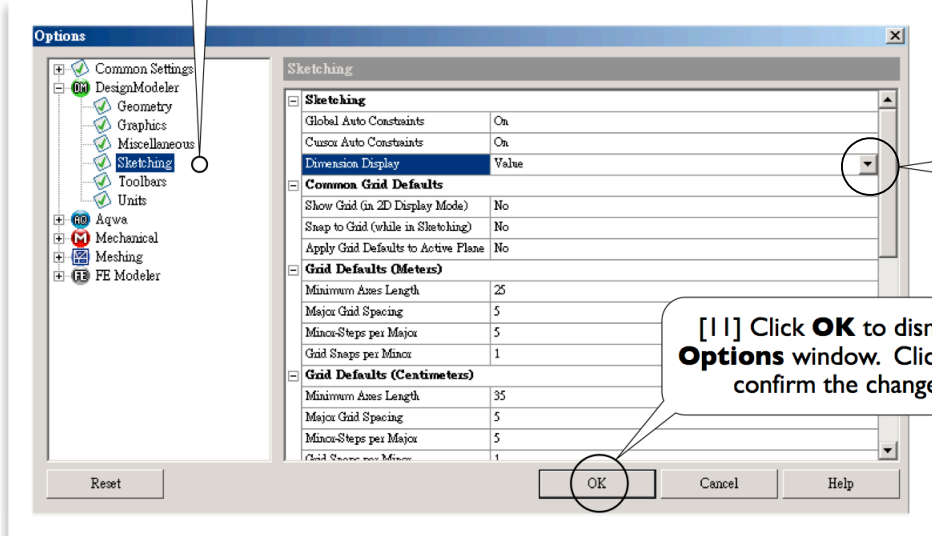 Options
Common Settings
DesignModeler
Geometry
Graphics
Miscellaneous
Sketching
Toolbars
Units
Aqwa
Mechanical
Meshing
FE Modeler
Sketching
Sketching
Global Auto Constraints On
Cursor Auto Constraints On
Dimension Display Value
Common Grid Defaults
Show Grid (in 2D Display Mode) No
Snap to Grid (while in Sketching) No
Apply Grid Defaults to Active Plane No
Grid Defaults (Meters)
Minimum Axes Length 25
Major Grid Spacing 5
Minor-Steps per Major 5
Grid Snaps per Minor 1
Grid Defaults (Centimeters)
Minimum Axes Length 35
Major Grid Spacing 5
Minor-Steps per Major 5
Grid Snaps per Minor 1
[11] Click OK to
Options window.
confirm the
Reset OK Cancel Help